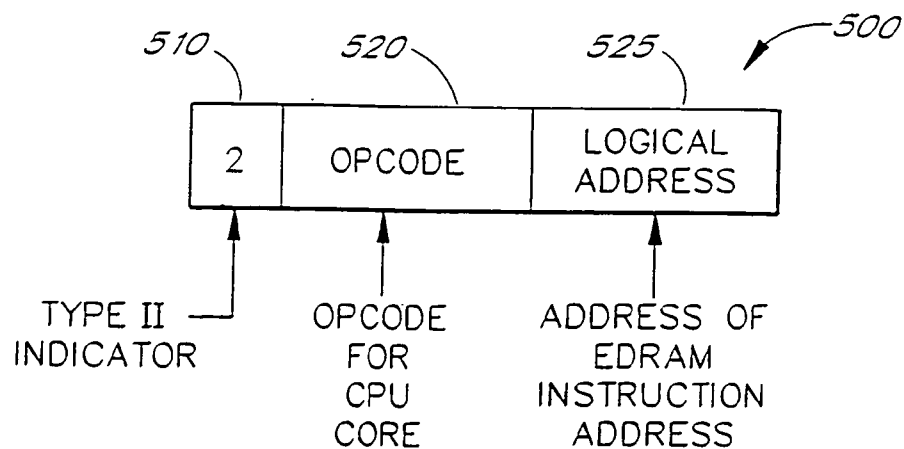 510
520
525
500
2
OPCODE
LOGICAL
ADDRESS
TYPE II
INDICATOR
OPCODE
FOR
CPU
CORE
ADDRESS OF
EDRAM
INSTRUCTION
ADDRESS